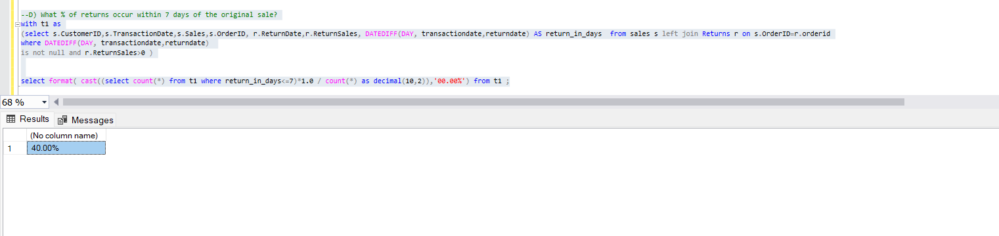 --D) What % of returns occur within 7 days of the original sale?
with t1 as
(select s.CustomerID,s.TransactionDate,s.Sales,s.OrderID, r.ReturnDate,r.ReturnSales, DATEDIFF(DAY, transactiondate,returndate) AS return_in_days  from sales s left join Returns r on s.OrderID=r.orderid
where DATEDIFF(DAY, transactiondate,returndate)
is not null and r.ReturnSales>0 )
select format( cast((select count(*) from t1 where return_in_days<=7)*1.0 / count(*) as decimal(10,2)),'00.00%') from t1 ;
68 %
Results Messages
(No column name)
1 40.00%